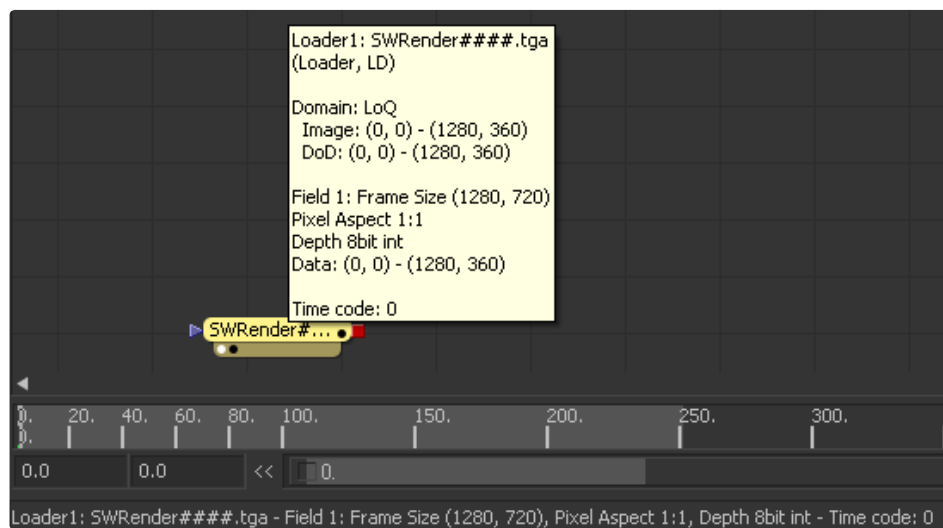 Loader1: SWRender####.tga
(Loader, LD)
Domain: LoQ
Image: (0, 0) - (1280, 360)
DoD: (0, 0) - (1280, 360)
Field 1: Frame Size (1280, 720)
Pixel Aspect 1:1
Depth 8bit int
Data: (0, 0) - (1280, 360)
Time code: 0
SWRender#...
0. 20. 40. 60. 80. 100. 150. 200. 250. 300.
0.
0.0 0.0 << 0.
Loader1: SWRender####.tga - Field 1: Frame Size (1280, 720), Pixel Aspect 1:1, Depth 8bit int - Time code: 0